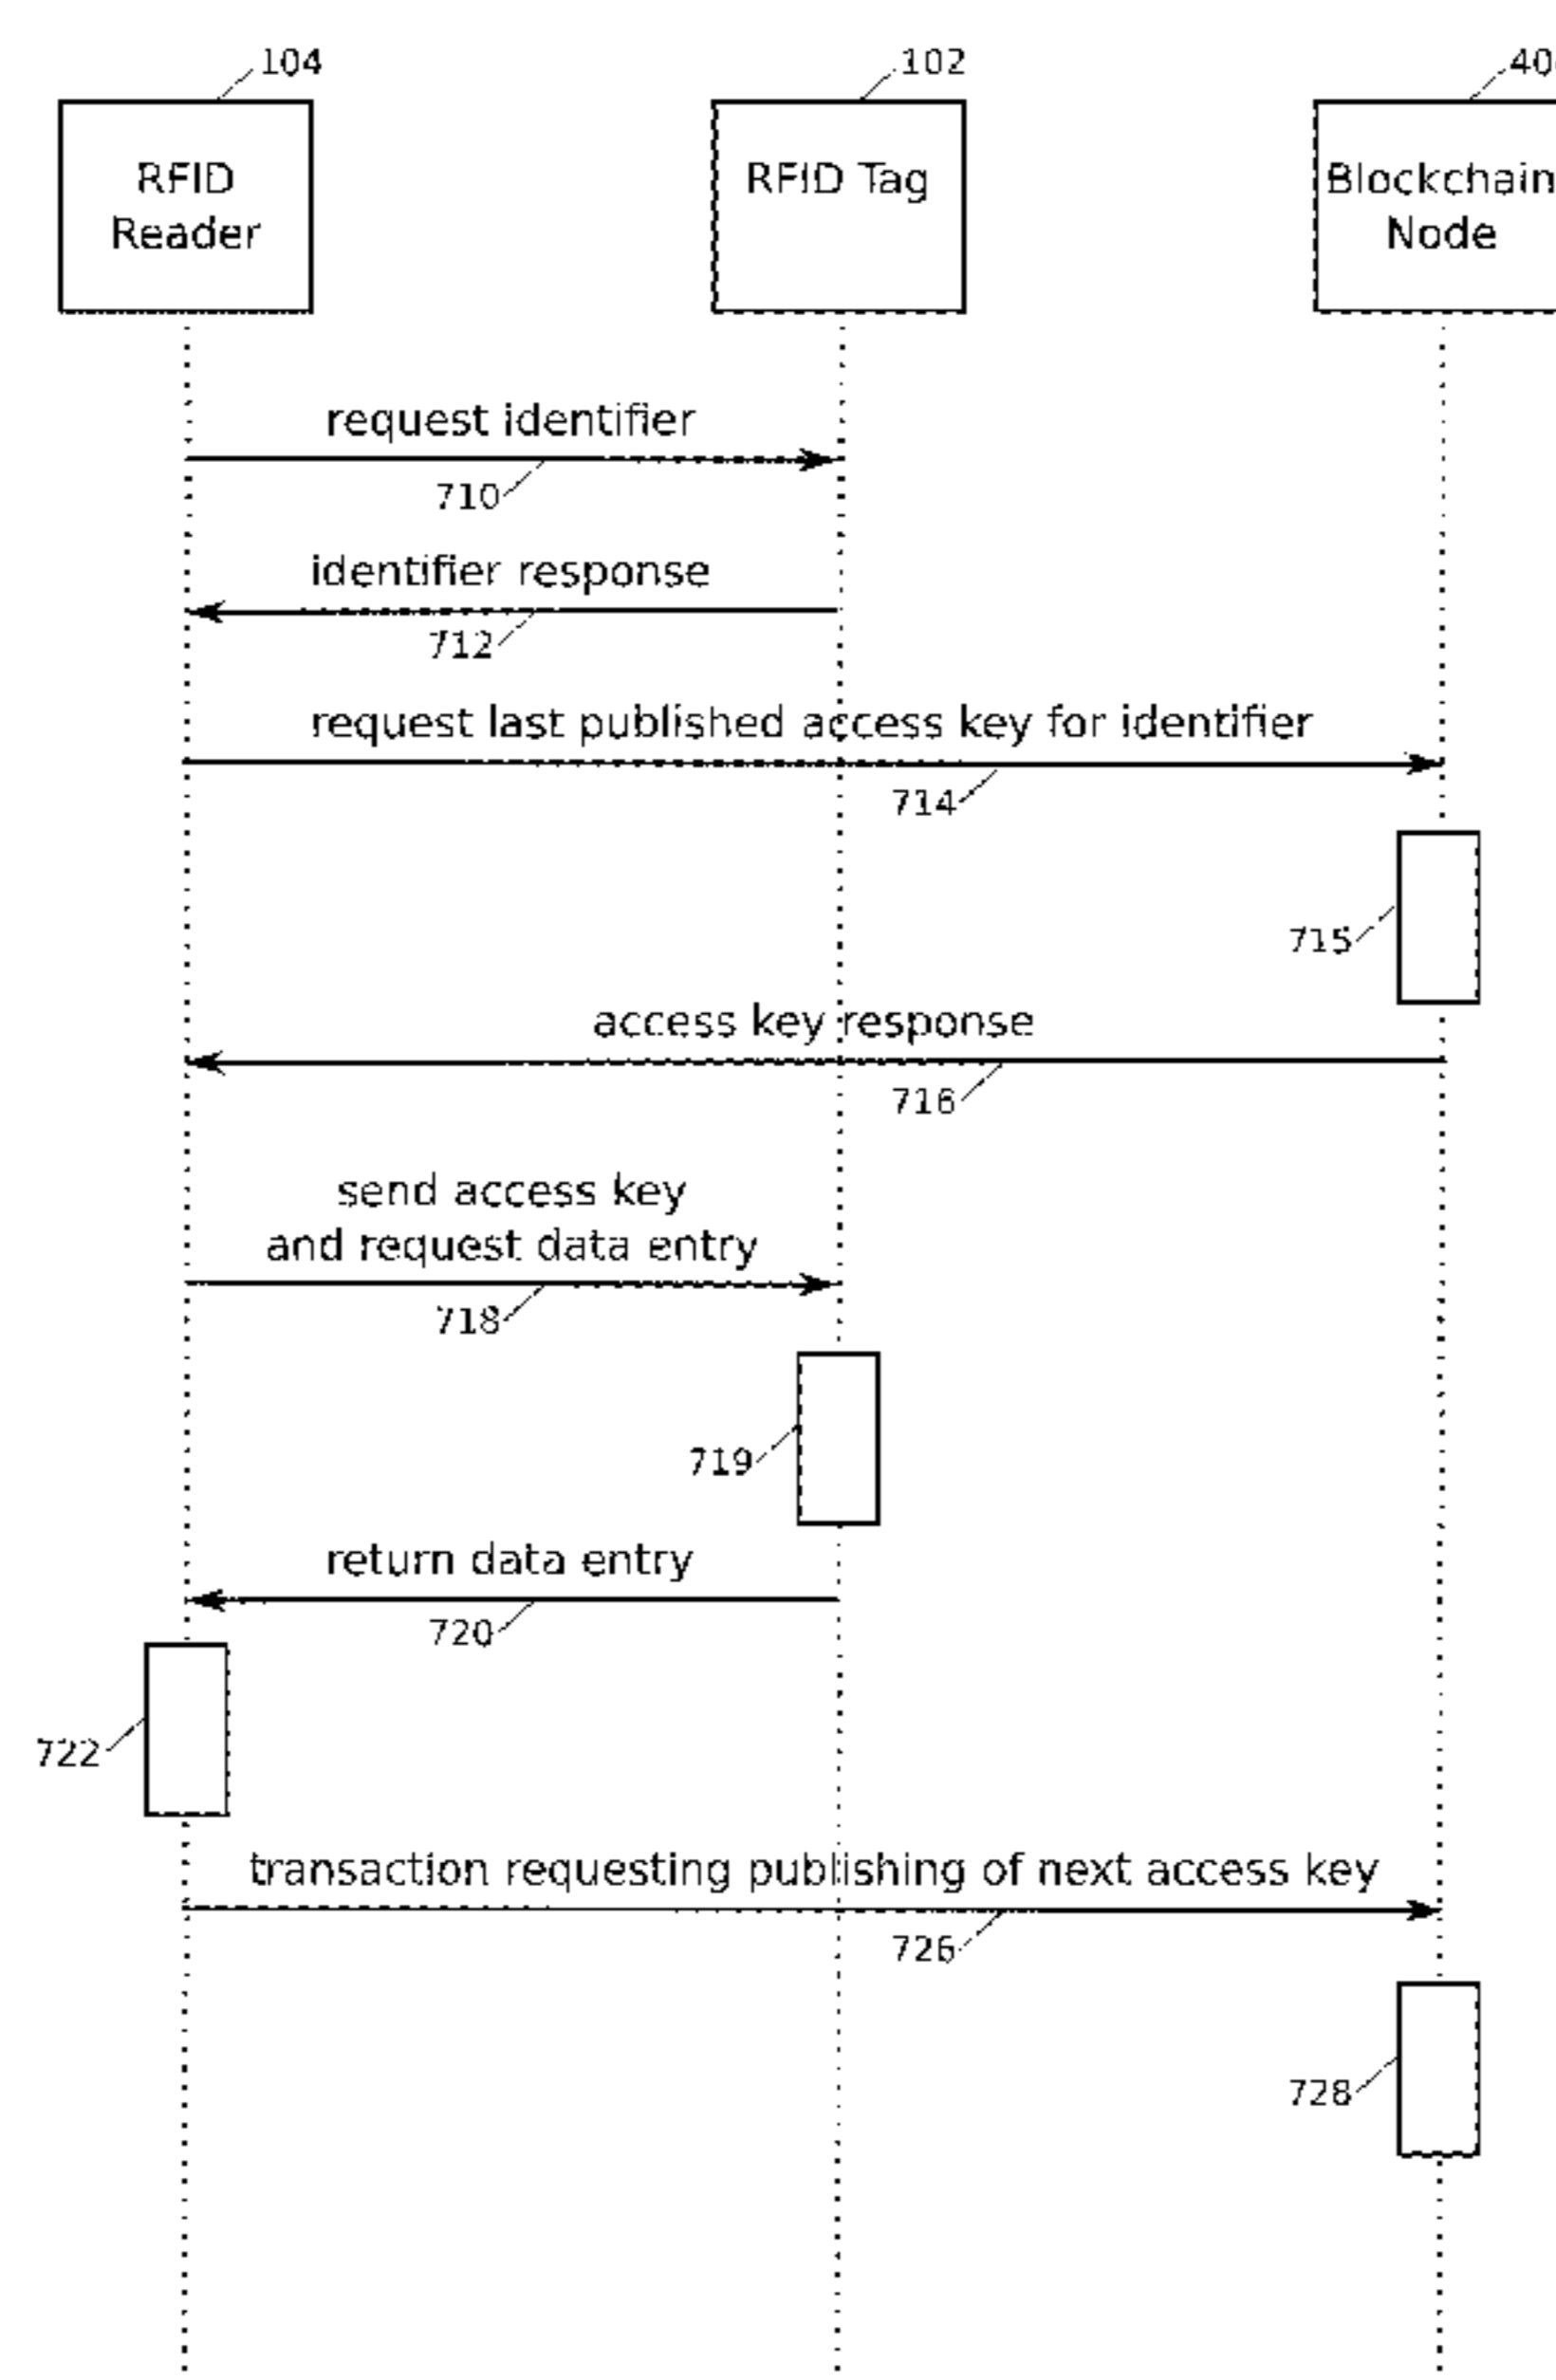 104
102
RFID
Reader
RFID Tag
Blockchain
Node
request identifier
710
identifier response
712
request last published access key for identifier
714
715
access key response
716
send access key
and request data entry
718
719
return data entry
720
722
transaction requesting publishing of next access key
726
728